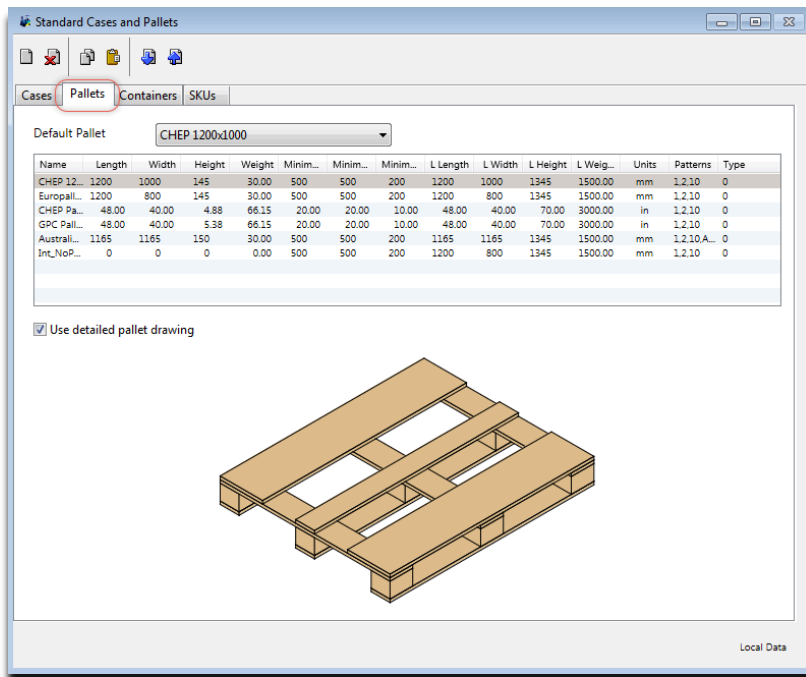 Standard Cases and Pallets
Cases Pallets Containers SKUs
Default Pallet CHEP 1200x1000
Name Length Width Height Weight Minim... Minim... Minim... L Length L Width L Height L Weig... Units Patterns Type
CHEP 12... 1200 1000 145 30.00 500 500 200 1200 1000 1345 1500.00 mm 1,2,10 0
Europall... 1200 800 145 30.00 500 500 200 1200 800 1345 1500.00 mm 1,2,10 0
CHEP Pa... 48.00 40.00 4.88 66.15 20.00 20.00 10.00 48.00 40.00 70.00 3000.00 in 1,2,10 0
GPC Pall... 48.00 40.00 5.38 66.15 20.00 20.00 10.00 48.00 40.00 70.00 3000.00 in 1,2,10 0
Australi... 1165 1165 150 30.00 500 500 200 1165 1165 1345 1500.00 mm 1,2,10,A... 0
Int_NoP... 0 0 0 0.00 500 500 200 1200 800 1345 1500.00 mm 1,2,10 0
Use detailed pallet drawing
Local Data